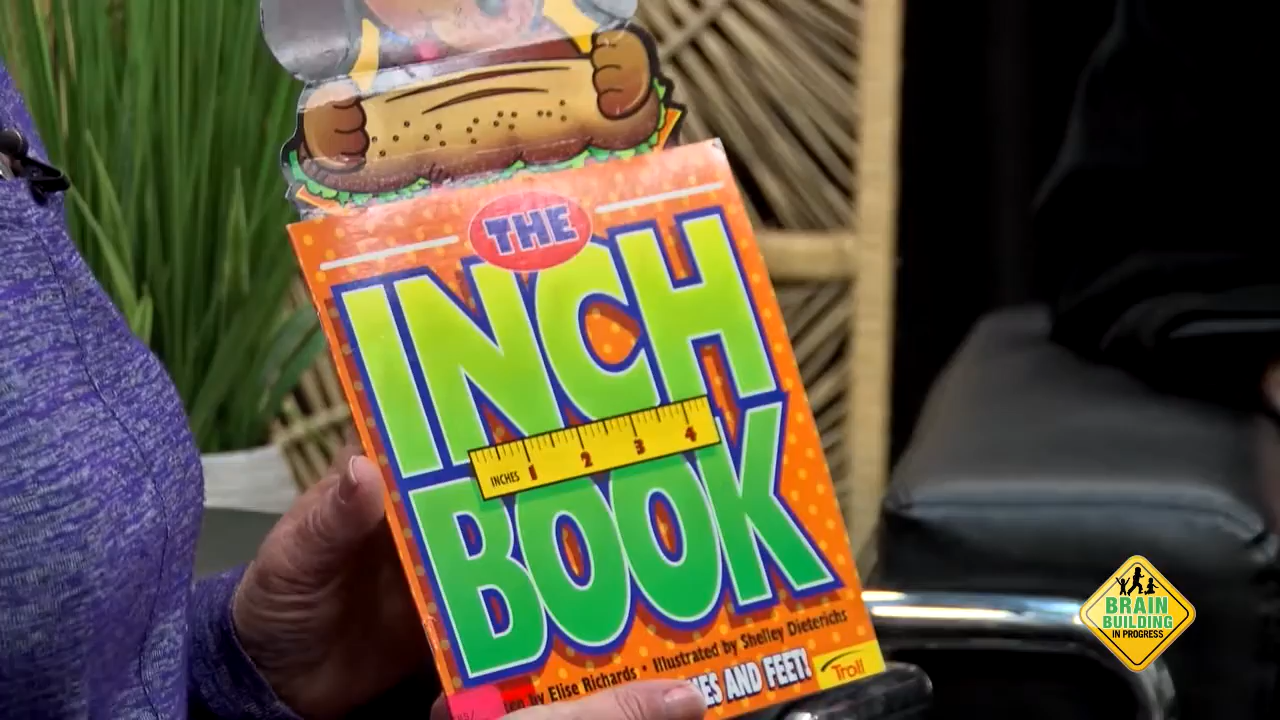 THE
INCH
INCHES 1 2 3 4
BOOK
by Elise Richards • Illustrated by Shelley Dieterichs
AND FEET!
Troll
BRAIN
BUILDING
IN PROGRESS